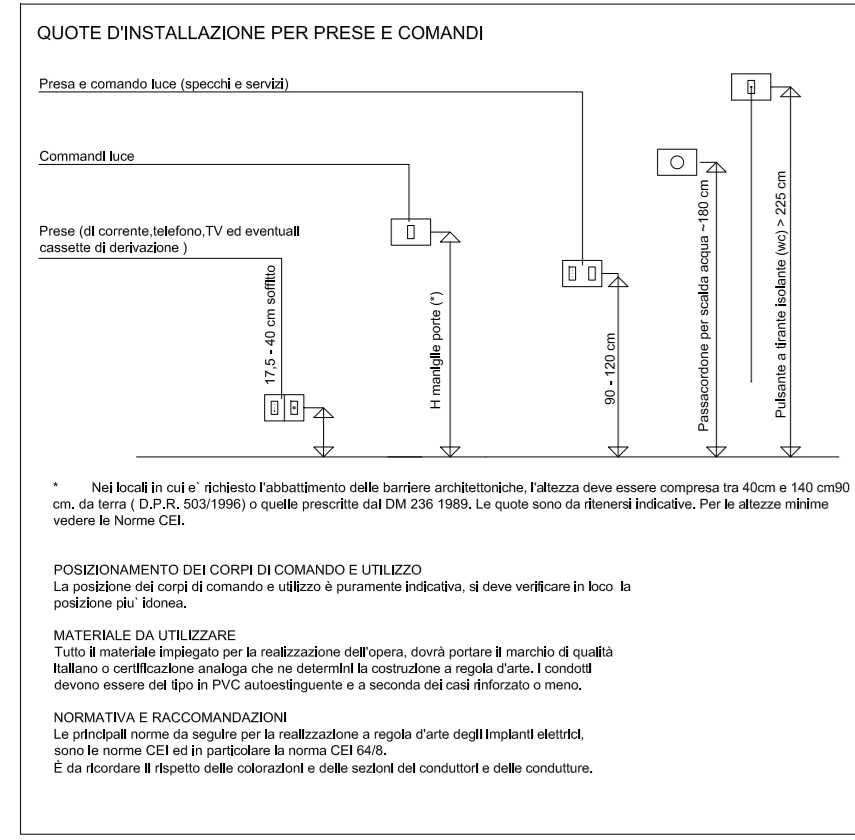 QUOTE D'INSTALLAZIONE PER PRESE E COMANDI
Presa e comando luce (specchi e servizi)
Commandi luce
Prese (di corrente,telefono,TV ed eventuali
cassette di derivazione )
17,5 - 40 cm soffitto
H maniglie porte (*)
90 - 120 cm
Passacordone per scalda acqua ~180 cm
Pulsante a tirante isolante (wc) > 225 cm
* Nei locali in cui e` richiesto l'abbattimento delle barriere architettoniche, l'altezza deve essere compresa tra 40cm e 140 cm90
cm. da terra ( D.P.R. 503/1996) o quelle prescritte dal DM 236 1989. Le quote sono da ritenersi indicative. Per le altezze minime
vedere le Norme CEI.
POSIZIONAMENTO DEI CORPI DI COMANDO E UTILIZZO
La posizione dei corpi di comando e utilizzo è puramente indicativa, si deve verificare in loco la
posizione piu` idonea.
MATERIALE DA UTILIZZARE
Tutto il materiale impiegato per la realizzazione dell'opera, dovrà portare il marchio di qualità
Italiano o certificazione analoga che ne determini la costruzione a regola d'arte. I condotti
devono essere del tipo in PVC autoestinguente e a seconda dei casi rinforzato o meno.
NORMATIVA E RACCOMANDAZIONI
Le principali norme da seguire per la realizzazione a regola d'arte degli impianti elettrici,
sono le norme CEI ed in particolare la norma CEI 64/8.
È da ricordare il rispetto delle colorazioni e delle sezioni dei conduttori e delle condutture.